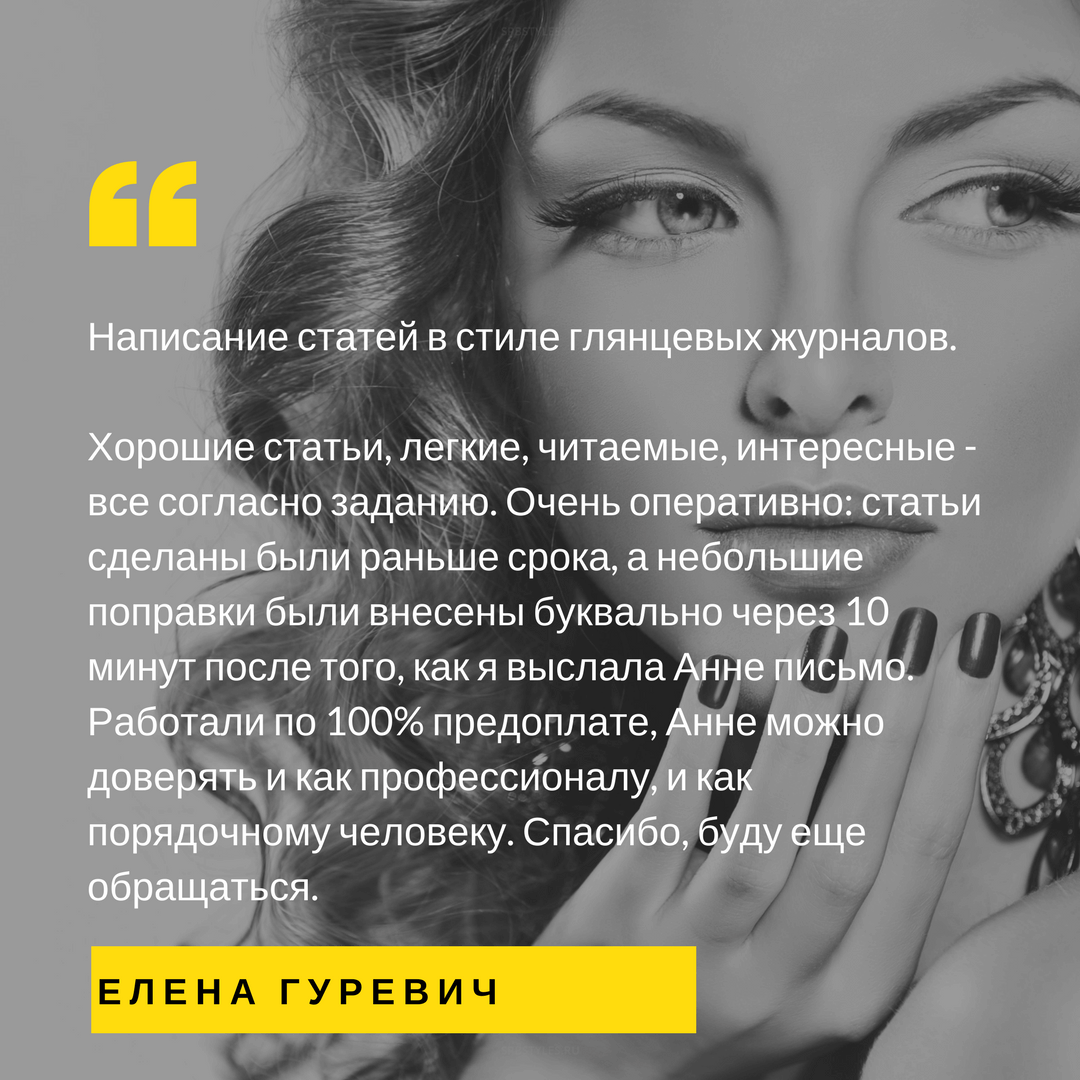 Написание статей в стиле глянцевых журналов.
Хорошие статьи, легкие, читаемые, интересные -
все согласно заданию. Очень оперативно: статьи
сделаны были раньше срока, а небольшие
поправки были внесены буквально через 10
минут после того, как я выслала Анне письмо.
Работали по 100% предоплате, Анне можно
доверять и как профессионалу, и как
порядочному человеку. Спасибо, буду еще
обращаться.
ЕЛЕНА ГУРЕВИЧ